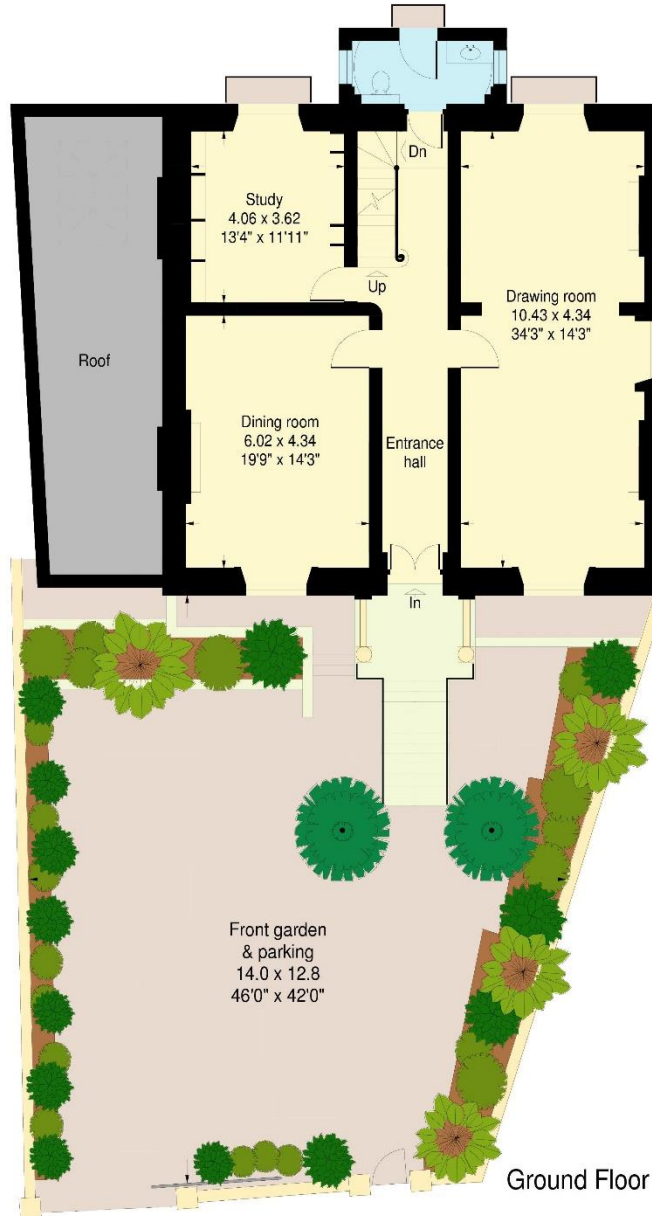 Dn
Study
4.06 x 3.62
13'4" x 11'11"
Up
Drawing room
10.43 x 4.34
34'3" x 14'3"
Roof
Dining room
6.02 x 4.34
19'9" x 14'3"
Entrance
hall
In
Front garden
& parking
14.0 x 12.8
46'0" x 42'0"
Ground Floor